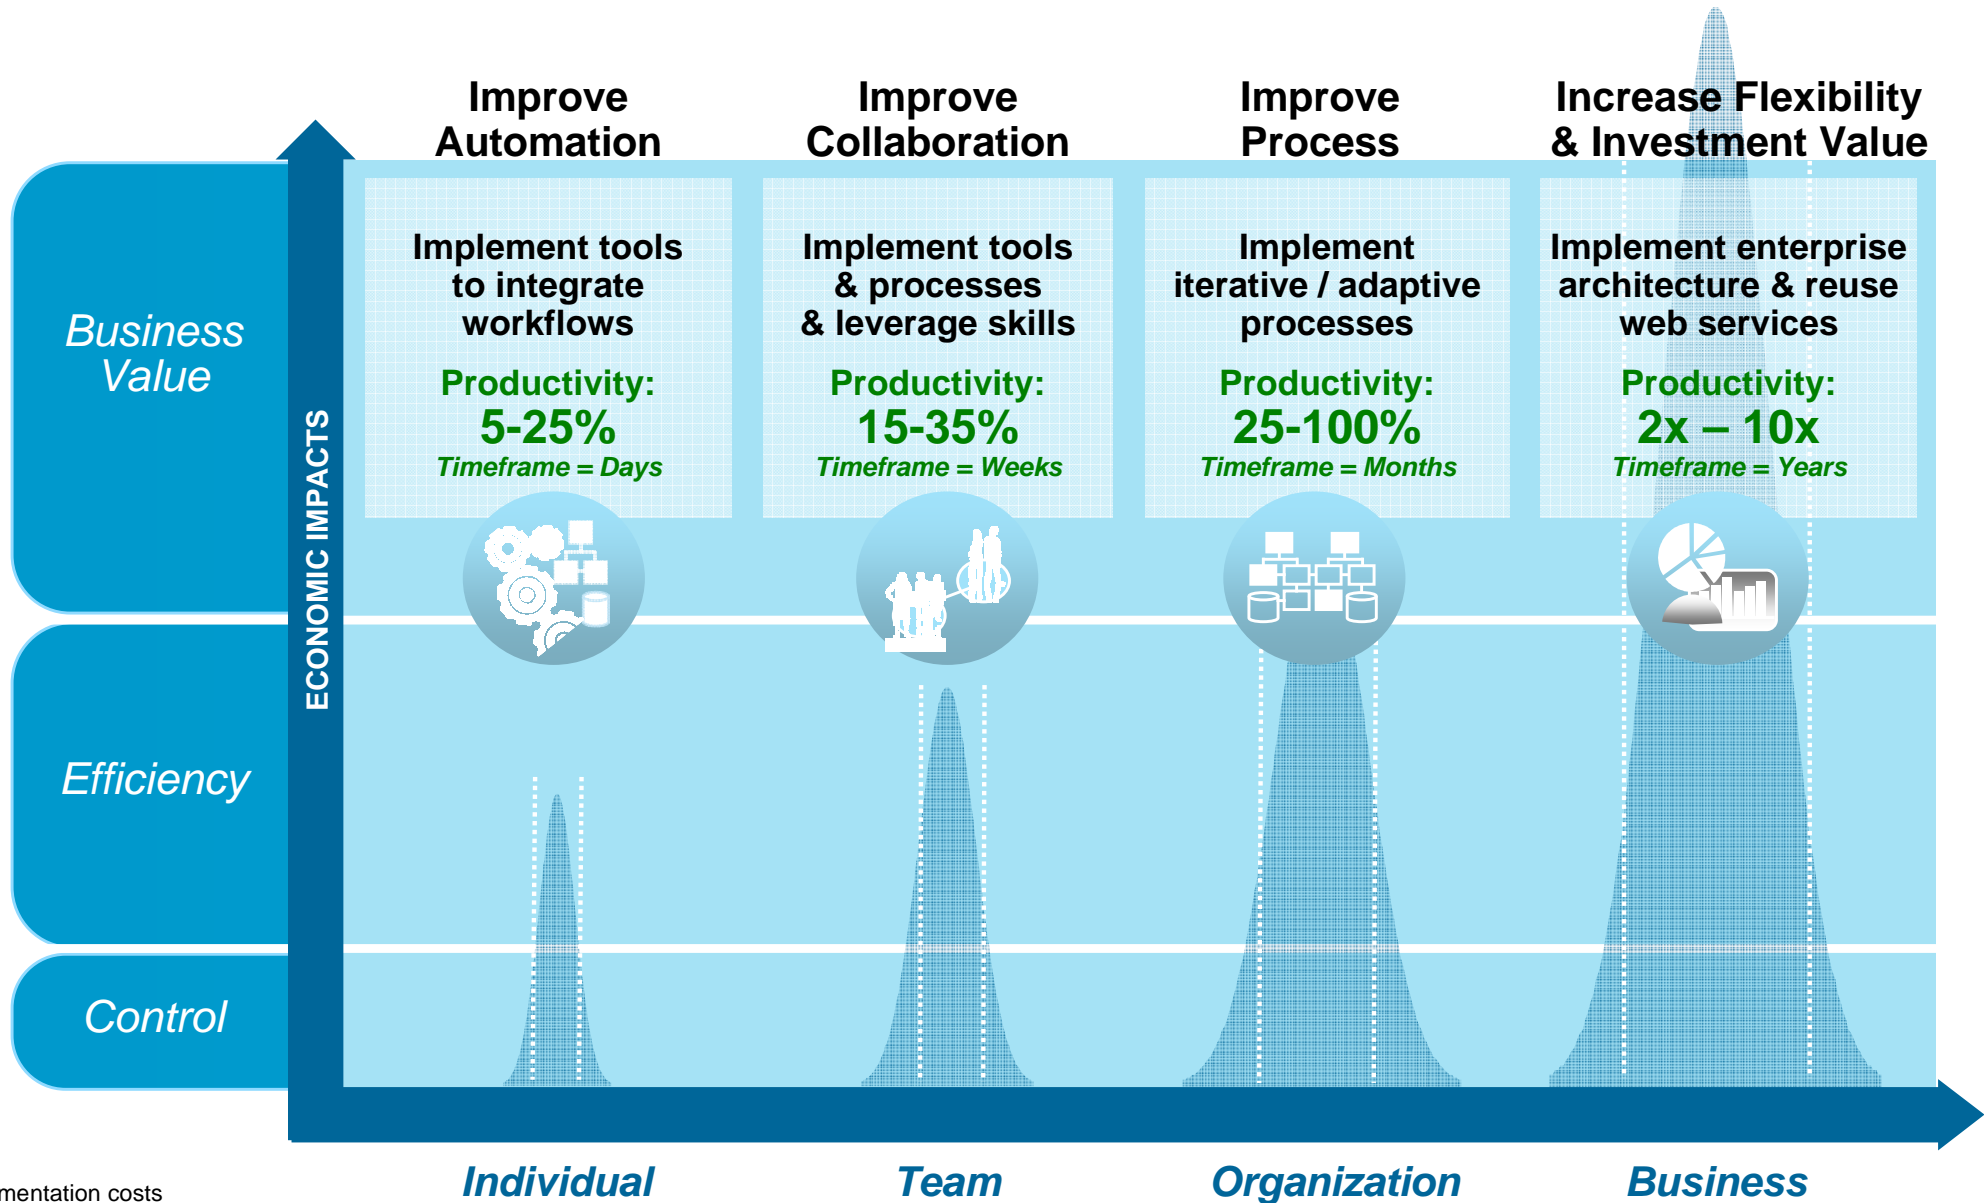 Improve
Automation
Improve
Collaboration
Improve
Process
Increase Flexibility
& Investment Value
Business
Value
Efficiency
Control
ECONOMIC IMPACTS
Implement tools
to integrate
workflows
Productivity:
5-25%
Timeframe = Days
Implement tools
& processes
& leverage skills
Productivity:
15-35%
Timeframe = Weeks
Implement
iterative / adaptive
processes
Productivity:
25-100%
Timeframe = Months
Implement enterprise
architecture & reuse
web services
Productivity:
2x – 10x
Timeframe = Years
Individual
Team
Organization
Business
costs